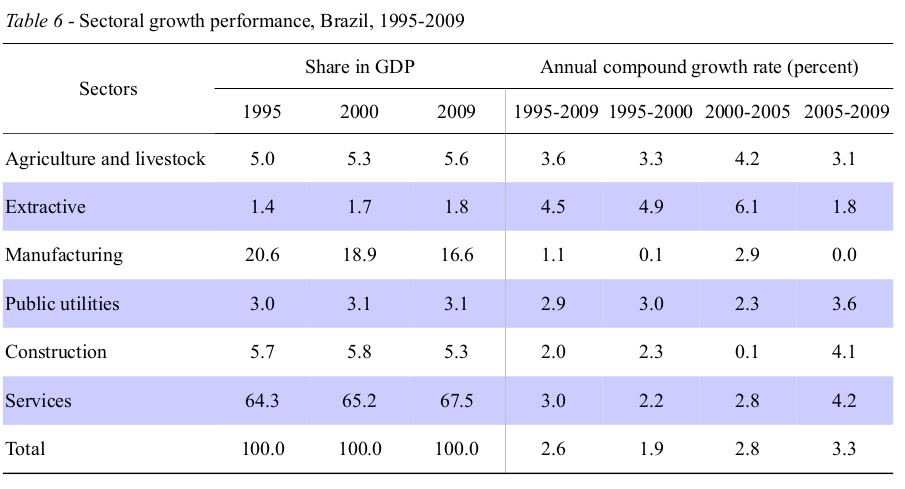 Table 6 - Sectoral growth performance, Brazil, 1995-2009
Sectors Share in GDP Annual compound growth rate (percent)
1995 2000 2009 1995-2009 1995-2000 2000-2005 2005-2009
Agriculture and livestock 5.0 5.3 5.6 3.6 3.3 4.2 3.1
Extractive 1.4 1.7 1.8 4.5 4.9 6.1 1.8
Manufacturing 20.6 18.9 16.6 1.1 0.1 2.9 0.0
Public utilities 3.0 3.1 3.1 2.9 3.0 2.3 3.6
Construction 5.7 5.8 5.3 2.0 2.3 0.1 4.1
Services 64.3 65.2 67.5 3.0 2.2 2.8 4.2
Total 100.0 100.0 100.0 2.6 1.9 2.8 3.3